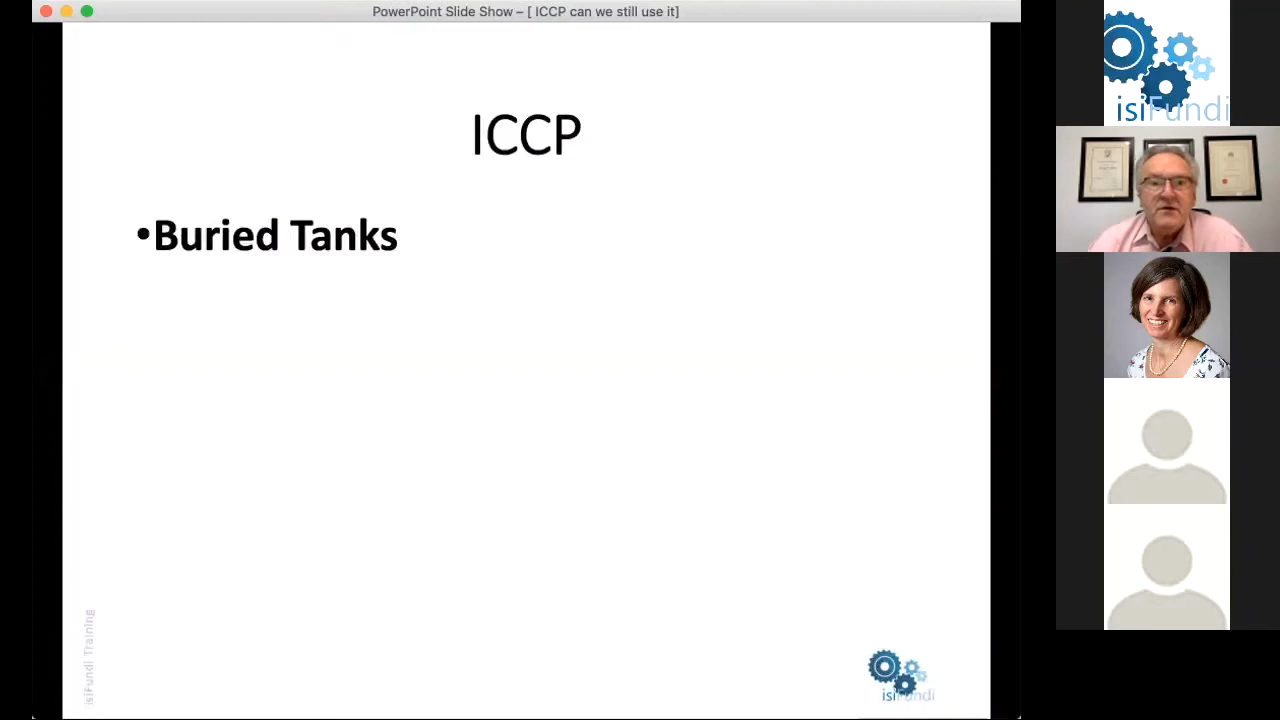 PowerPoint Slide Show – [ ICCP can we still use it]
ICCP
•Buried Tanks
isiFundi Training
isiFundi
isiFundi